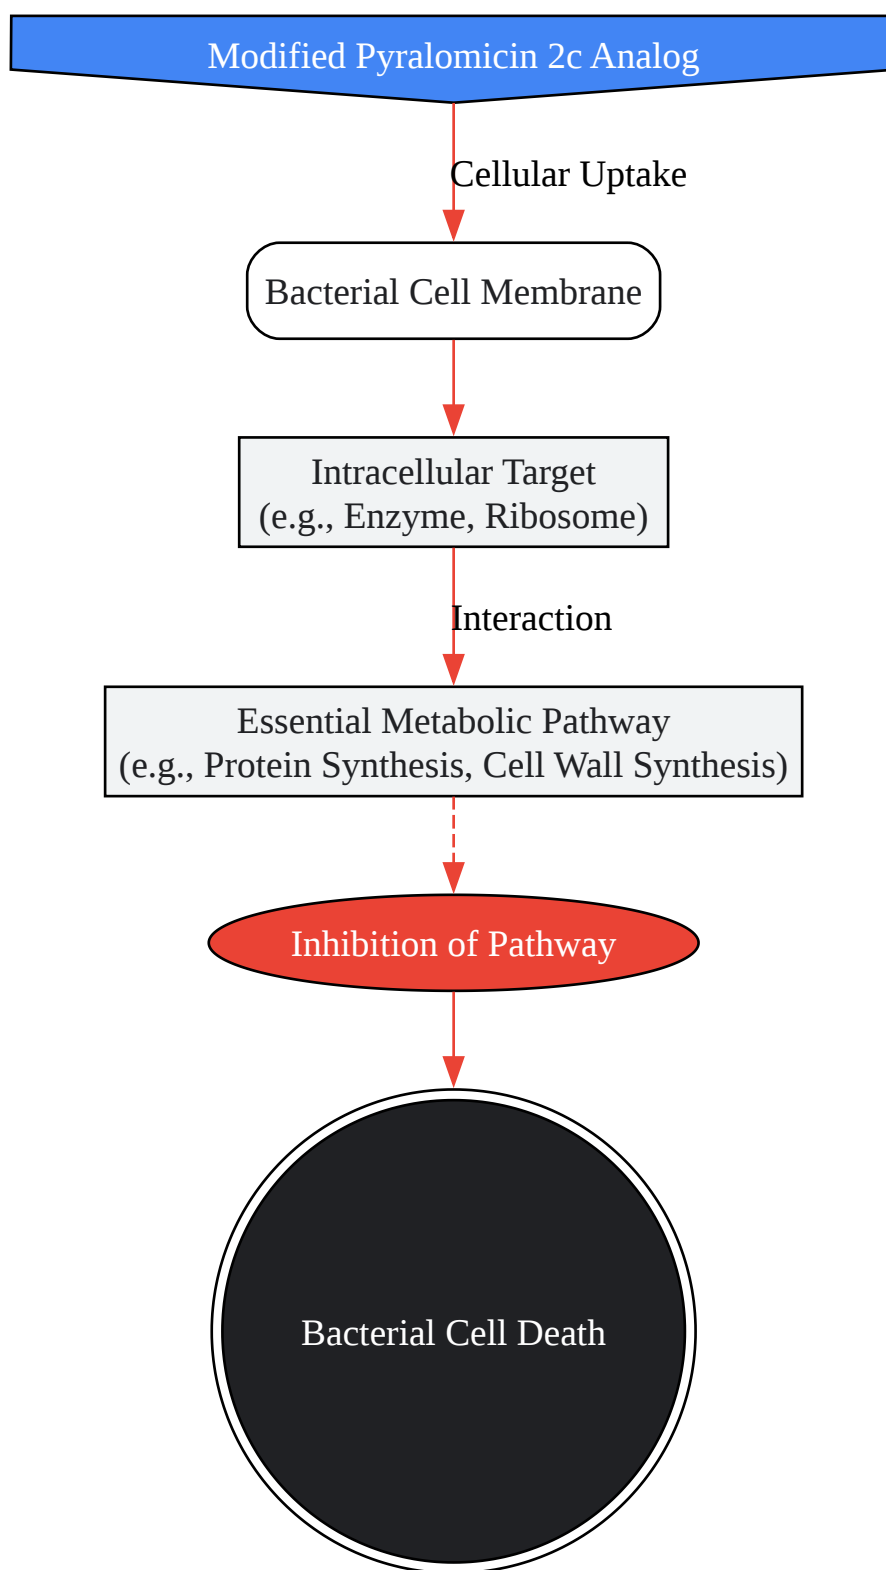 Modified Pyralomicin 2c Analog
Cellular Uptake
Bacterial Cell Membrane
Intracellular Target
(e.g., Enzyme, Ribosome)
Interaction
Essential Metabolic Pathway
(e.g., Protein Synthesis, Cell Wall Synthesis)
Inhibition of Pathway
Bacterial Cell Death